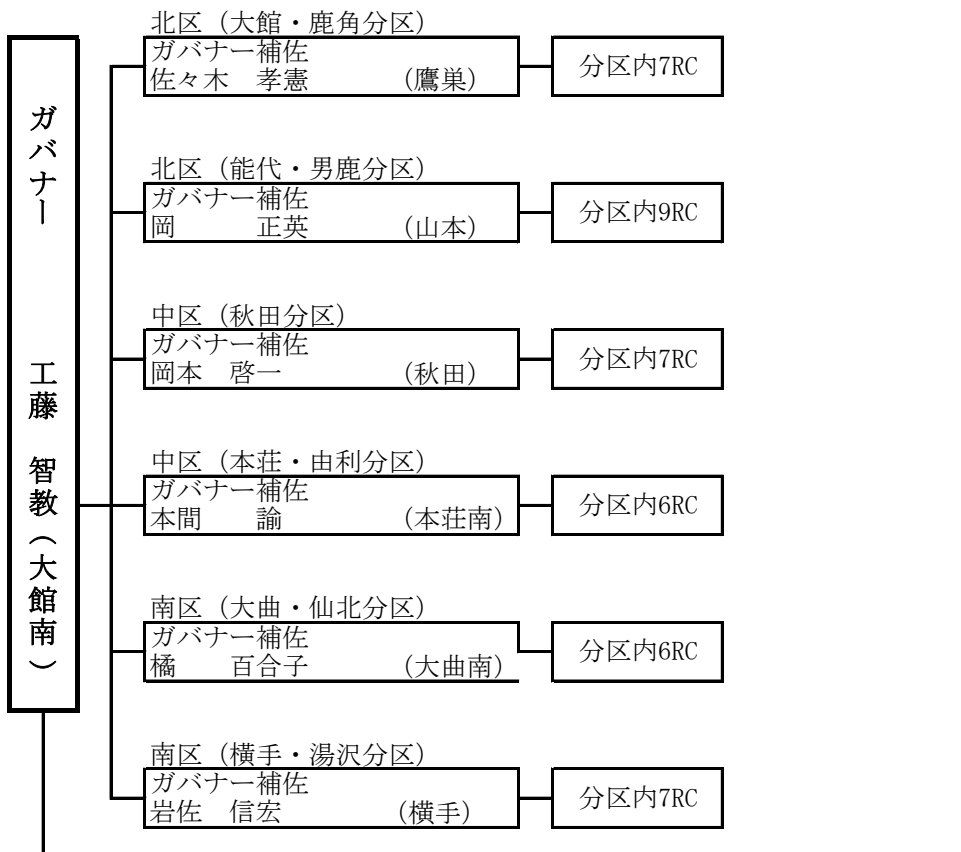 ガバナー　工藤　智教（大館南）
北区（大館・鹿角分区）
ガバナー補佐
佐々木　孝憲　（鷹巣）
分区内7RC
北区（能代・男鹿分区）
ガバナー補佐
岡　正英　（山本）
分区内9RC
中区（秋田分区）
ガバナー補佐
岡本　啓一　（秋田）
分区内7RC
中区（本荘・由利分区）
ガバナー補佐
本間　諭　（本荘南）
分区内6RC
南区（大曲・仙北分区）
ガバナー補佐
橘　百合子　（大曲南）
分区内6RC
南区（横手・湯沢分区）
ガバナー補佐
岩佐　信宏　（横手）
分区内7RC